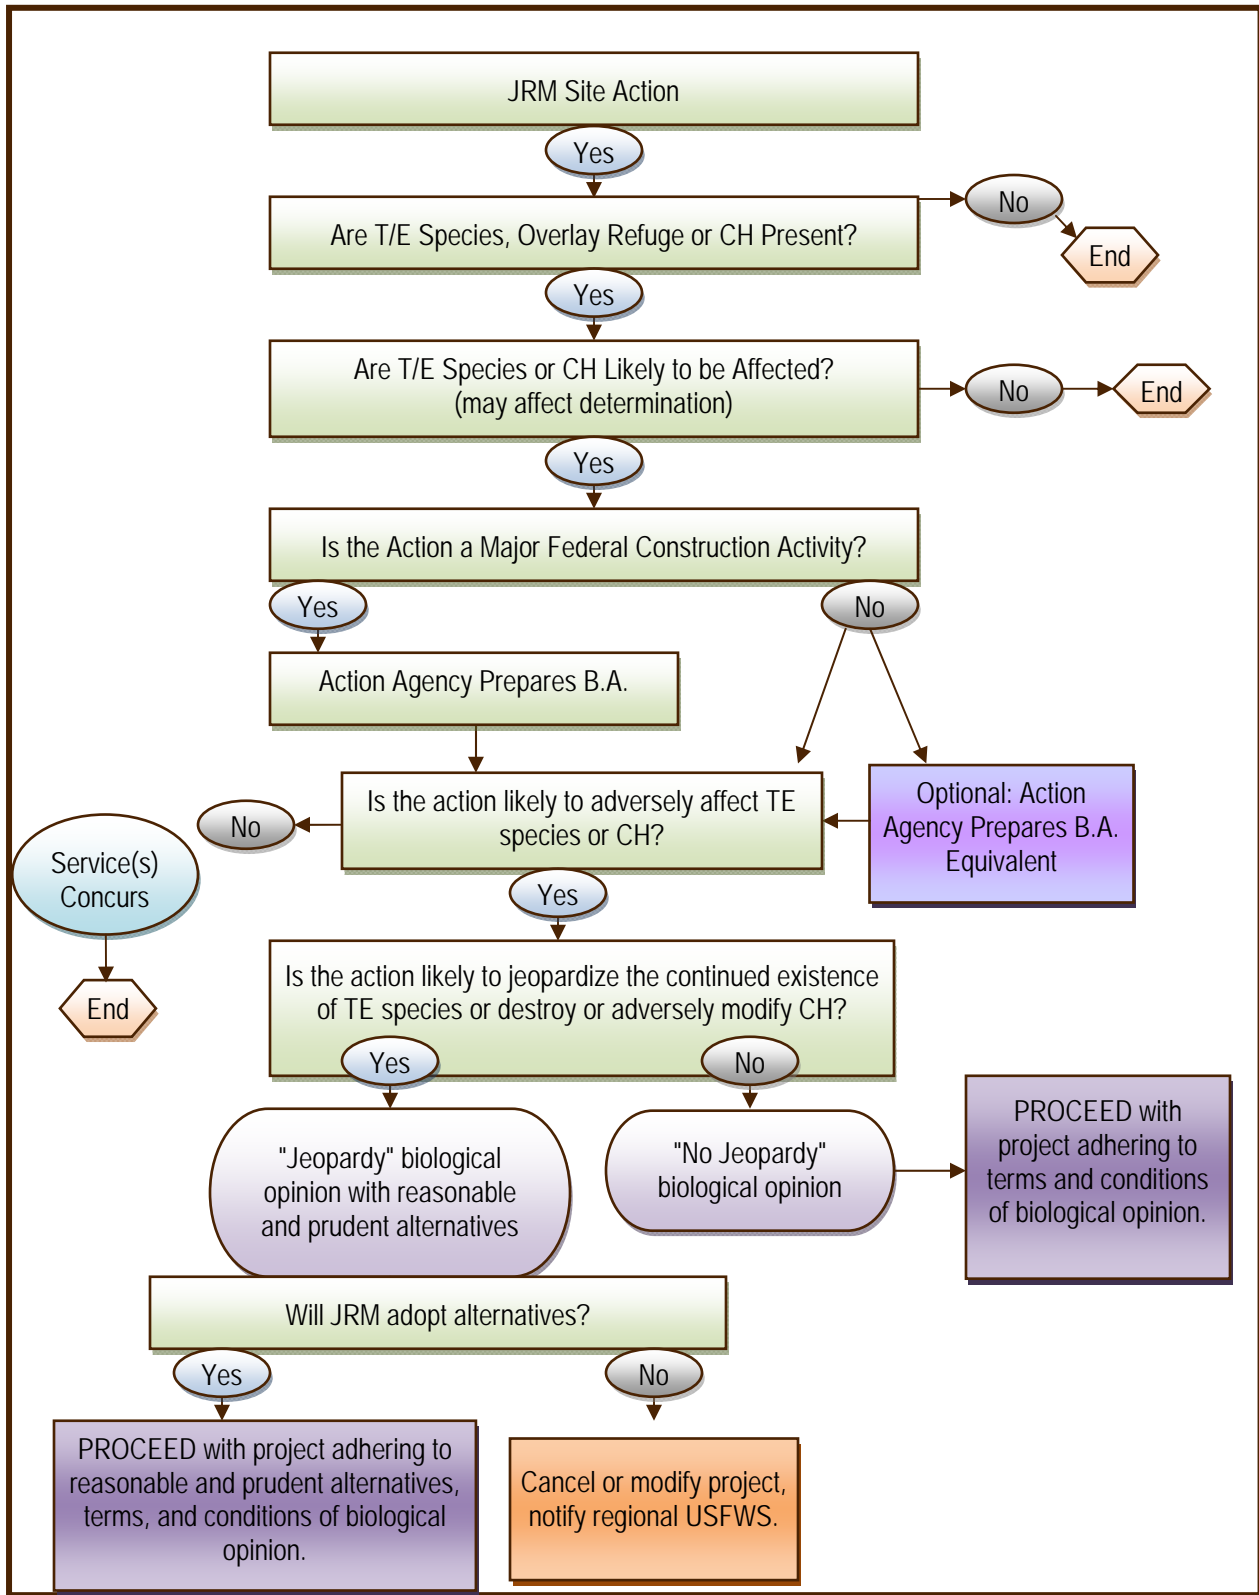 JRM Site Action
Yes
Are T/E Species, Overlay Refuge or CH Present?
No
End
Yes
Are T/E Species or CH Likely to be Affected?
(may affect determination)
No
End
Yes
Is the Action a Major Federal Construction Activity?
Yes
No
Action Agency Prepares B.A.
Is the action likely to adversely affect TE
species or CH?
Optional: Action
Agency Prepares B.A.
Equivalent
No
Service(s)
Concurs
End
Yes
Is the action likely to jeopardize the continued existence
of TE species or destroy or adversely modify CH?
Yes
No
"Jeopardy" biological
opinion with reasonable
and prudent alternatives
"No Jeopardy"
biological opinion
PROCEED with
project adhering to
terms and conditions
of biological opinion.
Will JRM adopt alternatives?
Yes
No
PROCEED with project adhering to
reasonable and prudent alternatives,
terms, and conditions of biological
opinion.
Cancel or modify project,
notify regional USFWS.